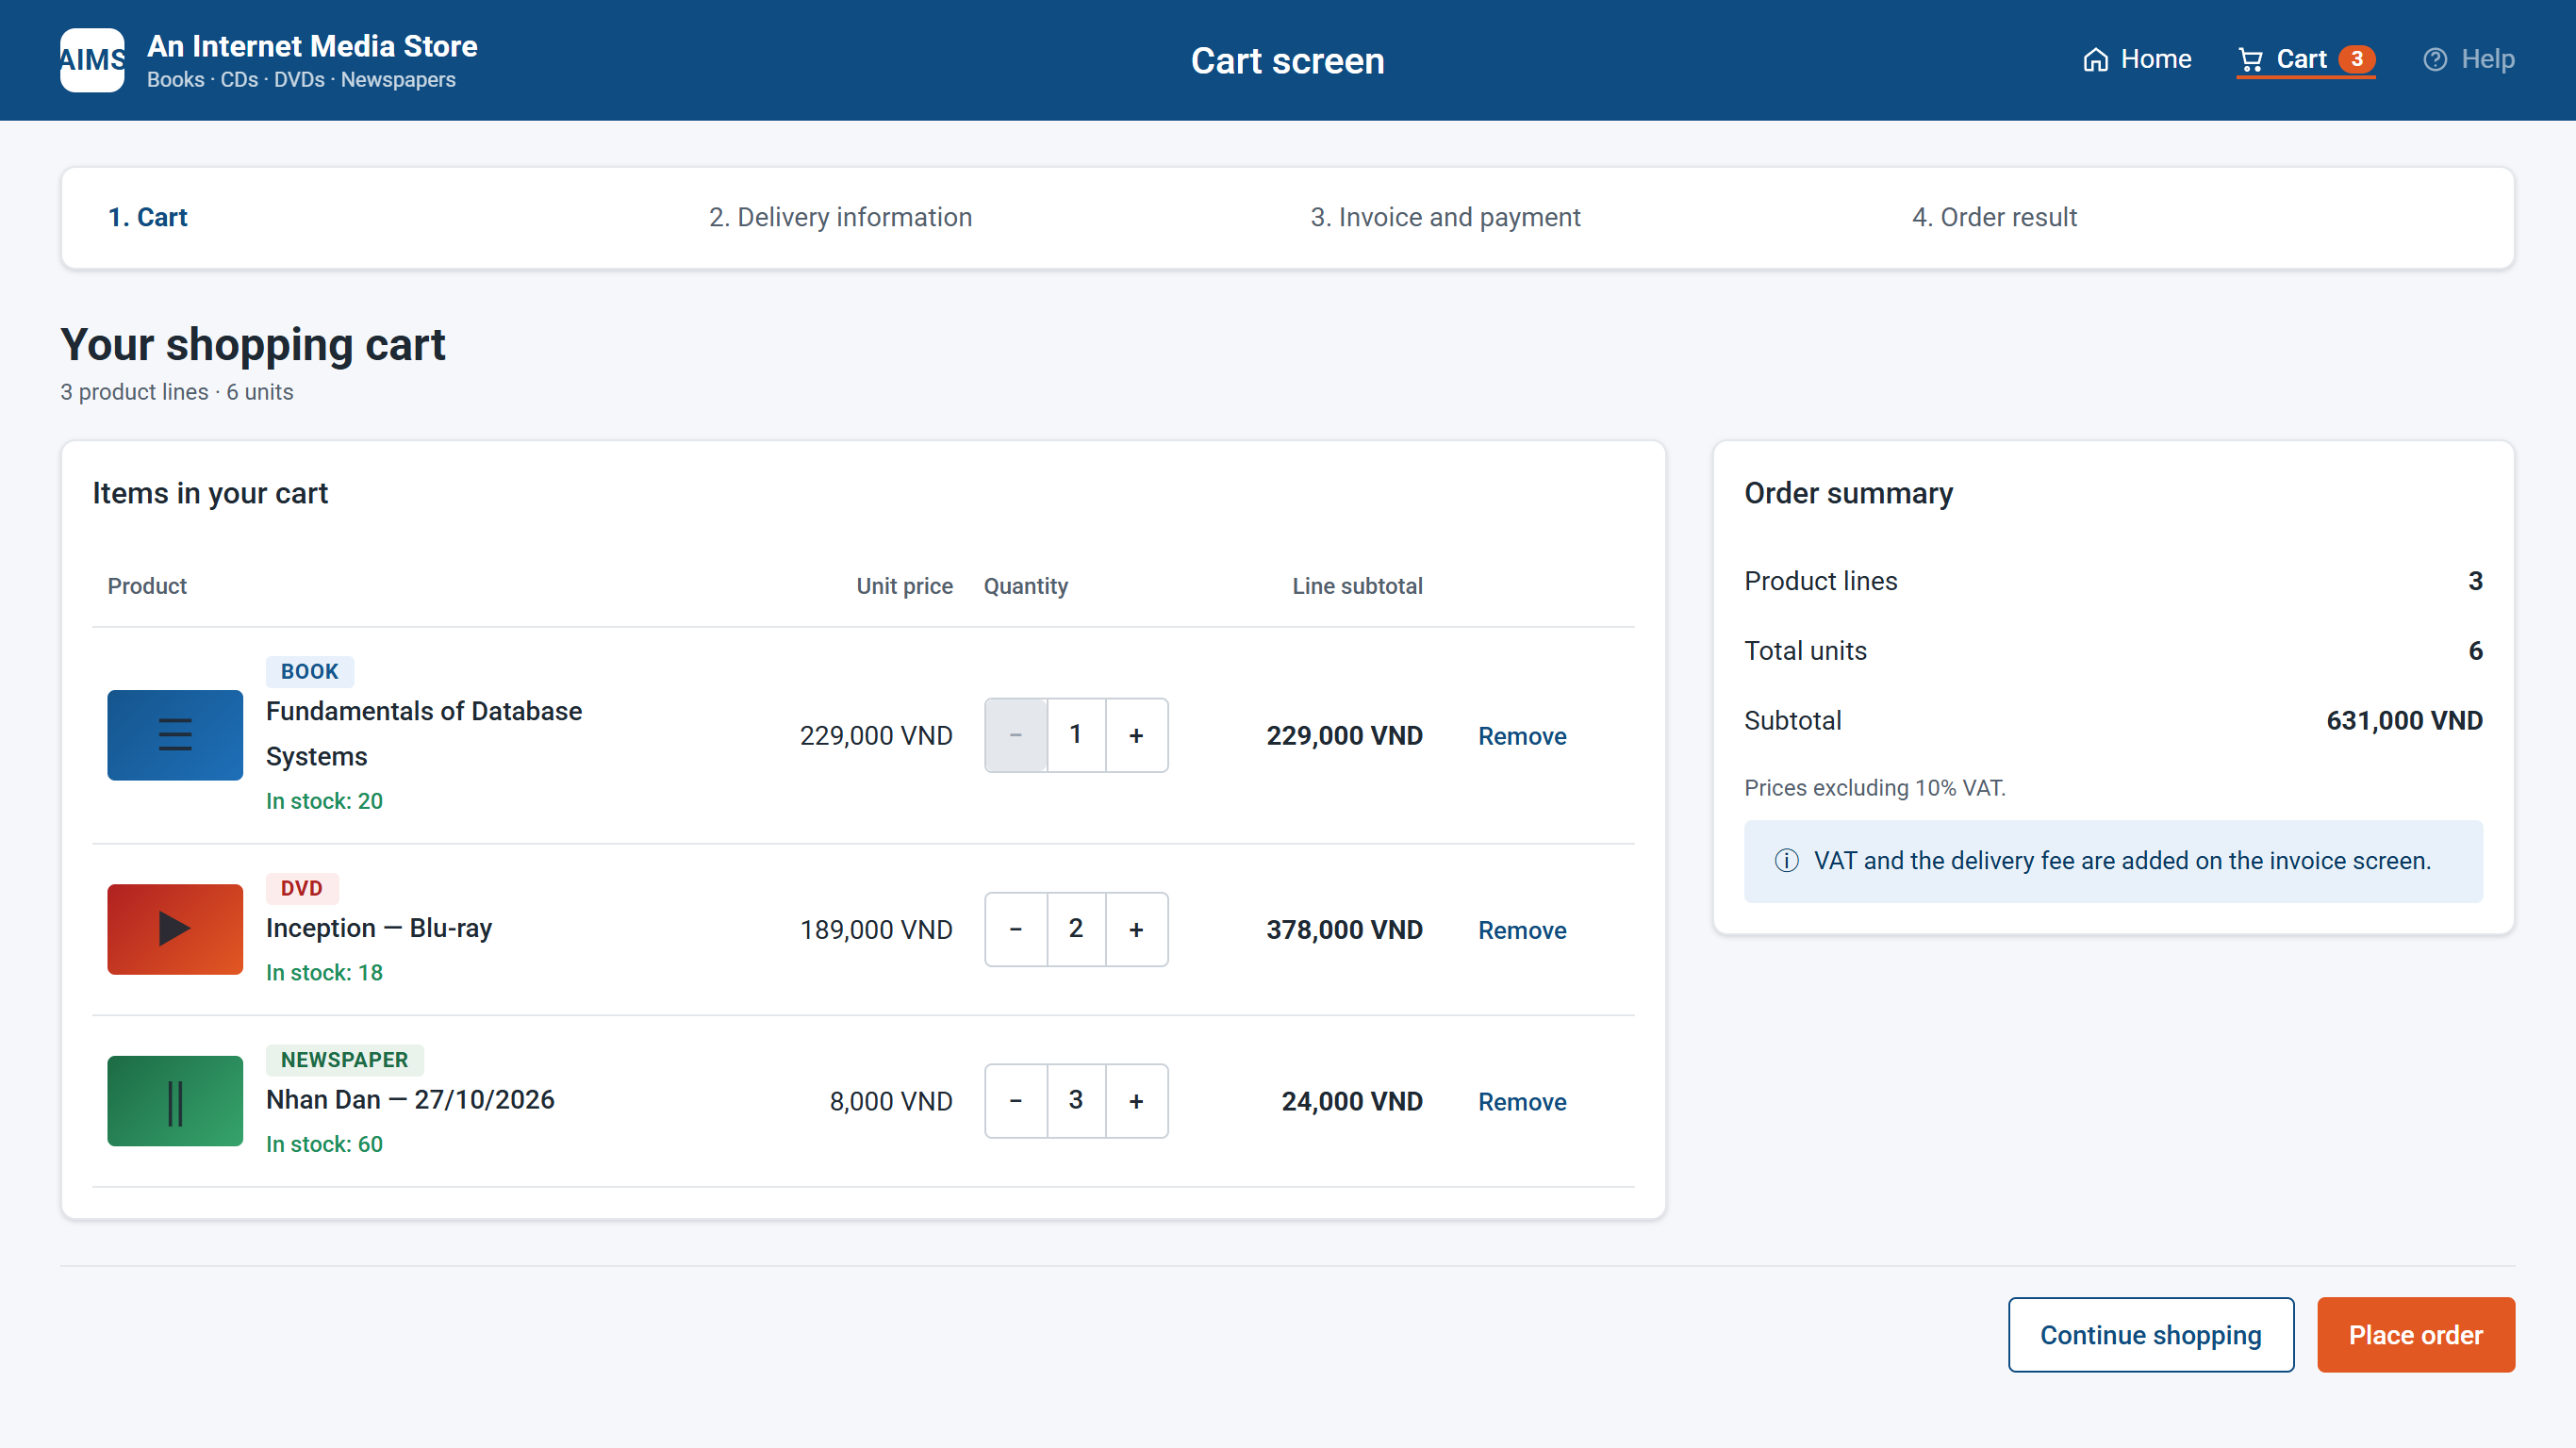 AIMS
An Internet Media Store
Books · CDs · DVDs · Newspapers
Cart screen
Home
Cart 3
Help
1. Cart
2. Delivery information
3. Invoice and payment
4. Order result
Your shopping cart
3 product lines · 6 units
Items in your cart
Product
Unit price
Quantity
Line subtotal
BOOK
Fundamentals of Database
Systems
In stock: 20
229,000 VND
− 1 +
229,000 VND
Remove
DVD
Inception — Blu-ray
In stock: 18
189,000 VND
− 2 +
378,000 VND
Remove
NEWSPAPER
Nhan Dan — 27/10/2026
In stock: 60
8,000 VND
− 3 +
24,000 VND
Remove
Order summary
Product lines 3
Total units 6
Subtotal 631,000 VND
Prices excluding 10% VAT.
VAT and the delivery fee are added on the invoice screen.
Continue shopping
Place order